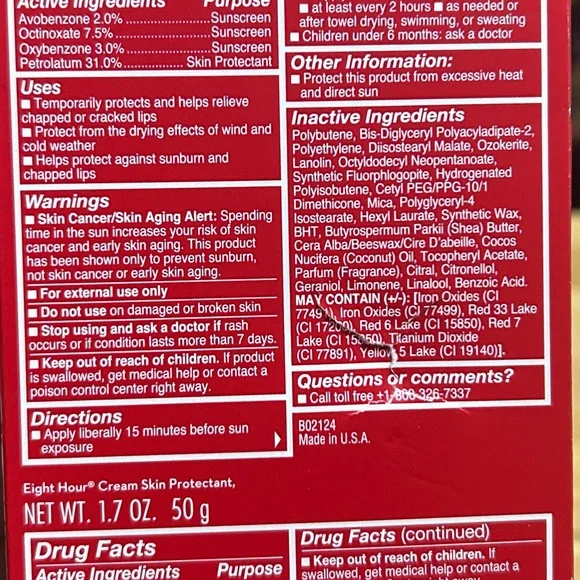 Active Ingredients Purpose
Avobenzone 2.0% ........................Sunscreen
Octinoxate 7.5%...........................Sunscreen
Oxybenzone 3.0% ........................Sunscreen
Petrolatum 31.0%................. Skin Protectant
Uses
■ Temporarily protects and helps relieve
chapped or cracked lips
■ Protect from the drying effects of wind and
cold weather
■ Helps protect against sunburn and
chapped lips
Warnings
■ Skin Cancer/Skin Aging Alert: Spending
time in the sun increases your risk of skin
cancer and early skin aging. This product
has been shown only to prevent sunburn,
not skin cancer or early skin aging.
■ For external use only
■ Do not use on damaged or broken skin
■ Stop using and ask a doctor if rash
occurs or if condition lasts more than 7 days.
■ Keep out of reach of children. If product
is swallowed, get medical help or contact a
poison control center right away.
Directions
■ Apply liberally 15 minutes before sun
exposure
■ at least every 2 hours ■ as needed or
after towel drying, swimming, or sweating
■ Children under 6 months: ask a doctor
Other Information:
■ Protect this product from excessive heat
and direct sun
Inactive Ingredients
Polybutene, Bis-Diglyceryl Polyacyladipate-2,
Polyethylene, Diisostearyl Malate, Ozokerite,
Lanolin, Octyldodecyl Neopentanoate,
Synthetic Fluorphlogopite, Hydrogenated
Polyisobutene, Cetyl PEG/PPG-10/1
Dimethicone, Mica, Polyglyceryl-4
Isostearate, Hexyl Laurate, Synthetic Wax,
BHT, Butyrospermum Parkii (Shea) Butter,
Cera Alba/Beeswax/Cire D'abeille, Cocos
Nucifera (Coconut) Oil, Tocopheryl Acetate,
Parfum (Fragrance), Citral, Citronellol,
Geraniol, Limonene, Linalool, Benzoic Acid.
MAY CONTAIN (+/-): [Iron Oxides (CI
Iron Oxides (CI 77499), Red 33 Lake
(CI Red 6 Lake (CI 15850), Red 7
Lake (CI Titanium Dioxide
(CI 77891), Yellow 5 Lake (CI 19140)].
Questions or comments?
■ Call toll free +1-800-326-7337
B02124
Made in U.S.A.
Eight Hour® Cream Skin Protectant,
NET WT. 1.7 OZ. 50 g
Drug Facts
Active Ingredients Purpose
Drug Facts (continued)
■ Keep out of reach of children. If
swallowed, get medical help or contact a